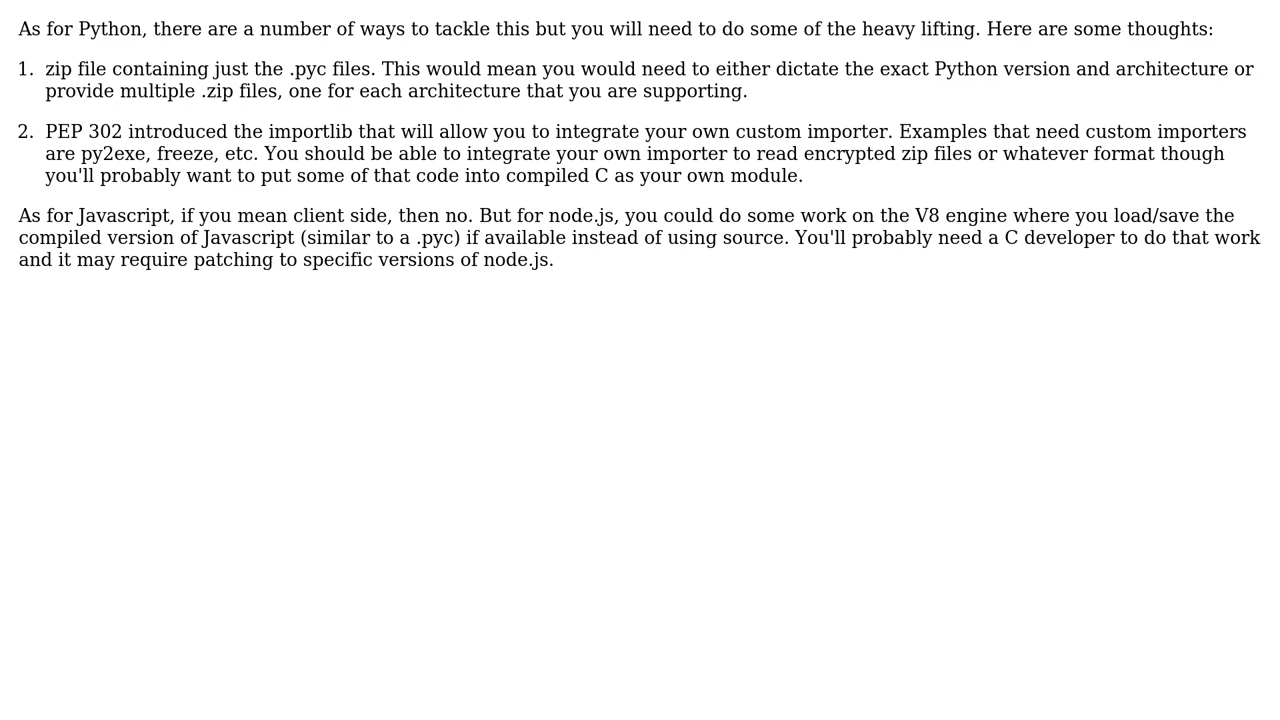 As for Python, there are a number of ways to tackle this but you will need to do some of the heavy lifting. Here are some thoughts:
1. zip file containing just the .pyc files. This would mean you would need to either dictate the exact Python version and architecture or
provide multiple .zip files, one for each architecture that you are supporting.
2. PEP 302 introduced the importlib that will allow you to integrate your own custom importer. Examples that need custom importers
are py2exe, freeze, etc. You should be able to integrate your own importer to read encrypted zip files or whatever format though
you'll probably want to put some of that code into compiled C as your own module.
As for Javascript, if you mean client side, then no. But for node.js, you could do some work on the V8 engine where you load/save the
compiled version of Javascript (similar to a .pyc) if available instead of using source. You'll probably need a C developer to do that work
and it may require patching to specific versions of node.js.